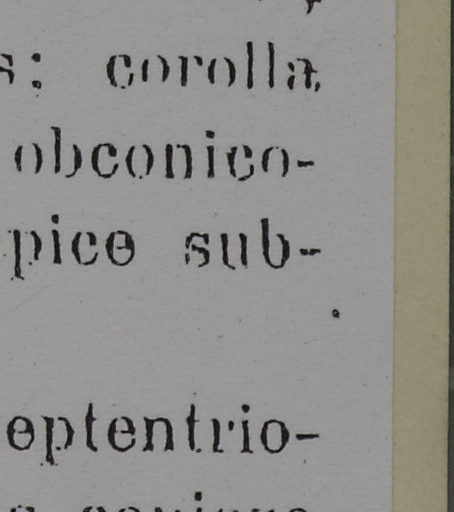 s: corolla
obconico-
pice sub-
eptentrio-